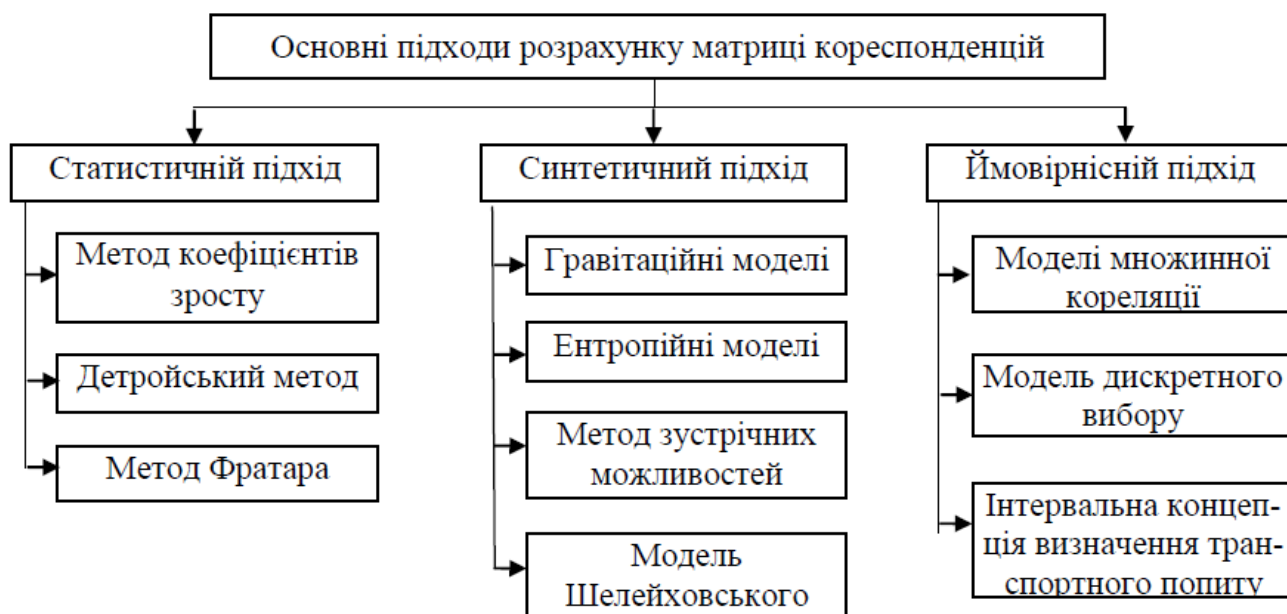 Основні підходи розрахунку матриці кореспонденцій
Статистичній підхід
Метод коефіцієнтів
зросту
Детройський метод
Метод Фратара
Синтетичний підхід
Гравітаційні моделі
Ентропійні моделі
Метод зустрічних
можливостей
Модель
Шелейховського
Ймовірнісній підхід
Моделі множинної
кореляції
Модель дискретного
вибору
Інтервальна концеп-
ція визначення тран-
спортного попиту